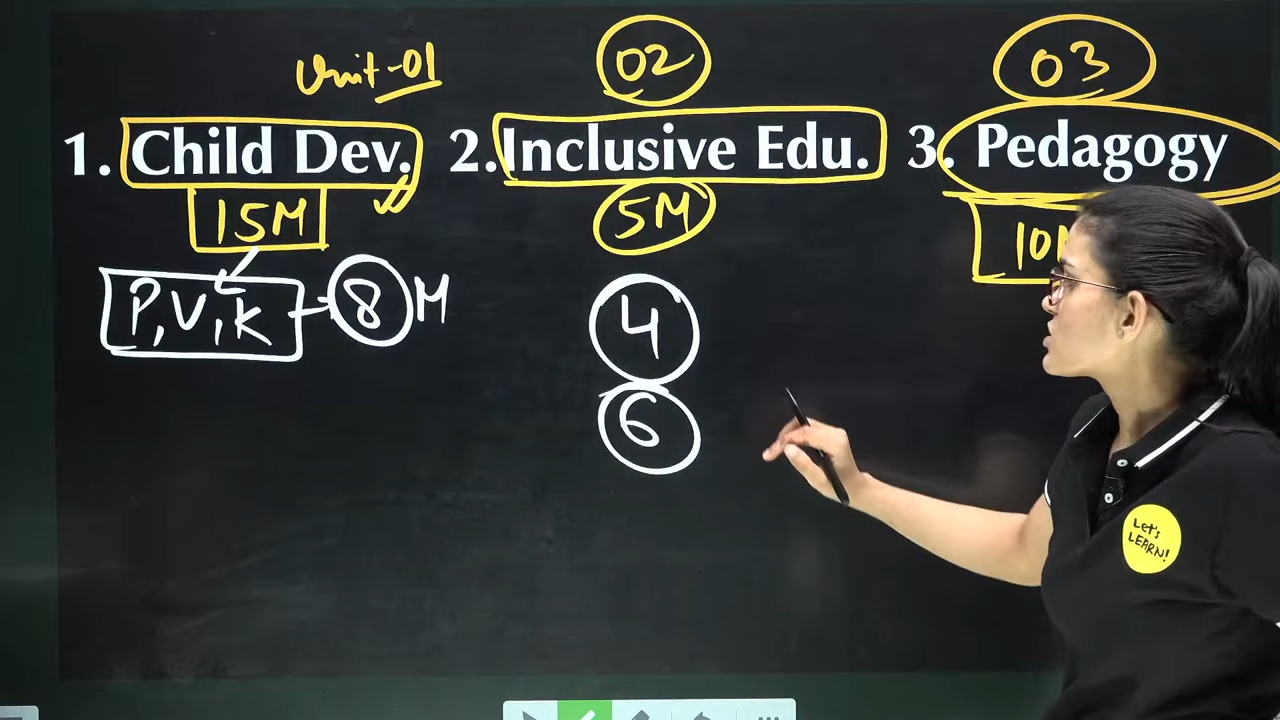 Unit-01
02
03
1. Child Dev.
2. Inclusive Edu.
3. Pedagogy
15M
5M
P,V,K
8 M
4
6
Let's
LEARN!